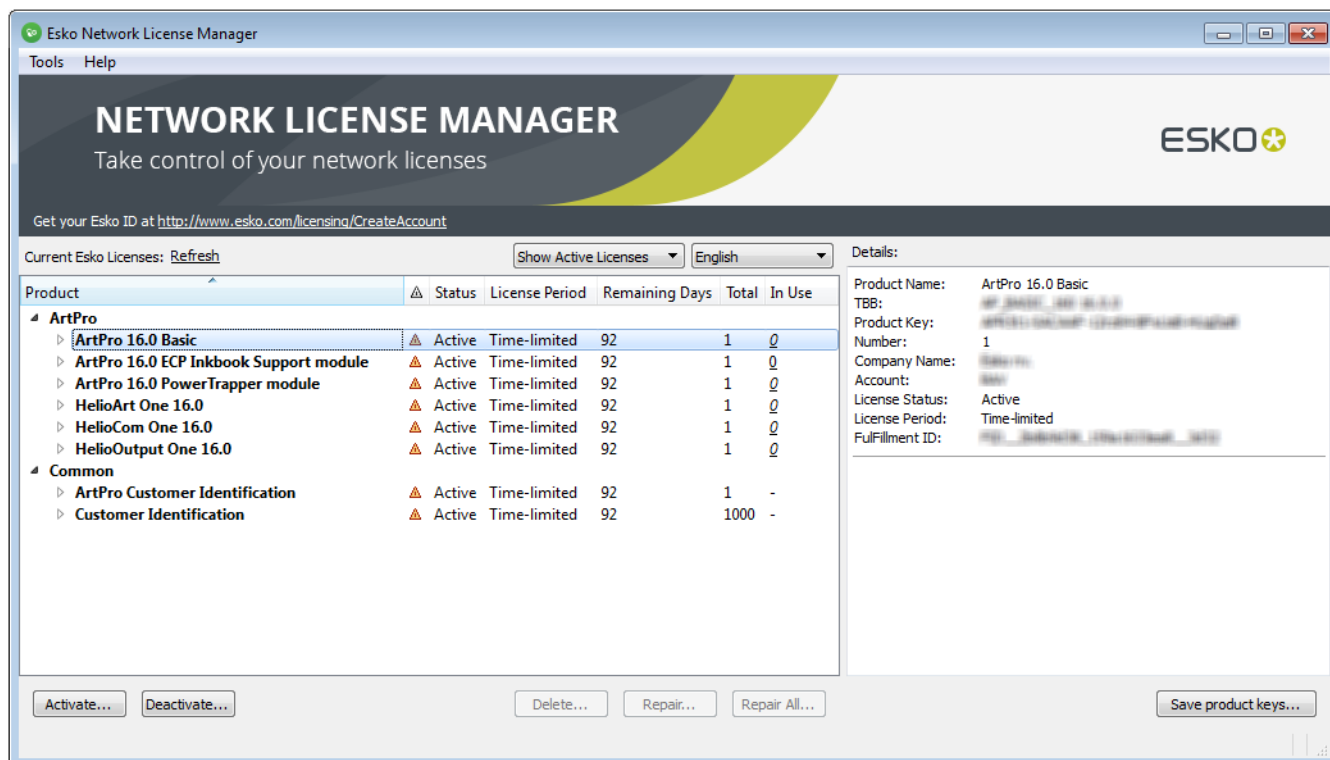 Esko Network License Manager
Tools Help
NETWORK LICENSE MANAGER
Take control of your network licenses
ESKO
Get your Esko ID at http://www.esko.com/licensing/CreateAccount
Current Esko Licenses: Refresh Show Active Licenses English
Product Status License Period Remaining Days Total In Use
ArtPro
ArtPro 16.0 Basic Active Time-limited 92 1 0
ArtPro 16.0 ECP Inkbook Support module Active Time-limited 92 1 0
ArtPro 16.0 PowerTrapper module Active Time-limited 92 1 0
HelioArt One 16.0 Active Time-limited 92 1 0
HelioCom One 16.0 Active Time-limited 92 1 0
HelioOutput One 16.0 Active Time-limited 92 1 0
Common
ArtPro Customer Identification Active Time-limited 92 1 -
Customer Identification Active Time-limited 92 1000 -
Details:
Product Name: ArtPro 16.0 Basic
TBB:
Product Key:
Number: 1
Company Name:
Account:
License Status: Active
License Period: Time-limited
FulFillment ID:
Activate... Deactivate... Delete... Repair... Repair All... Save product keys...